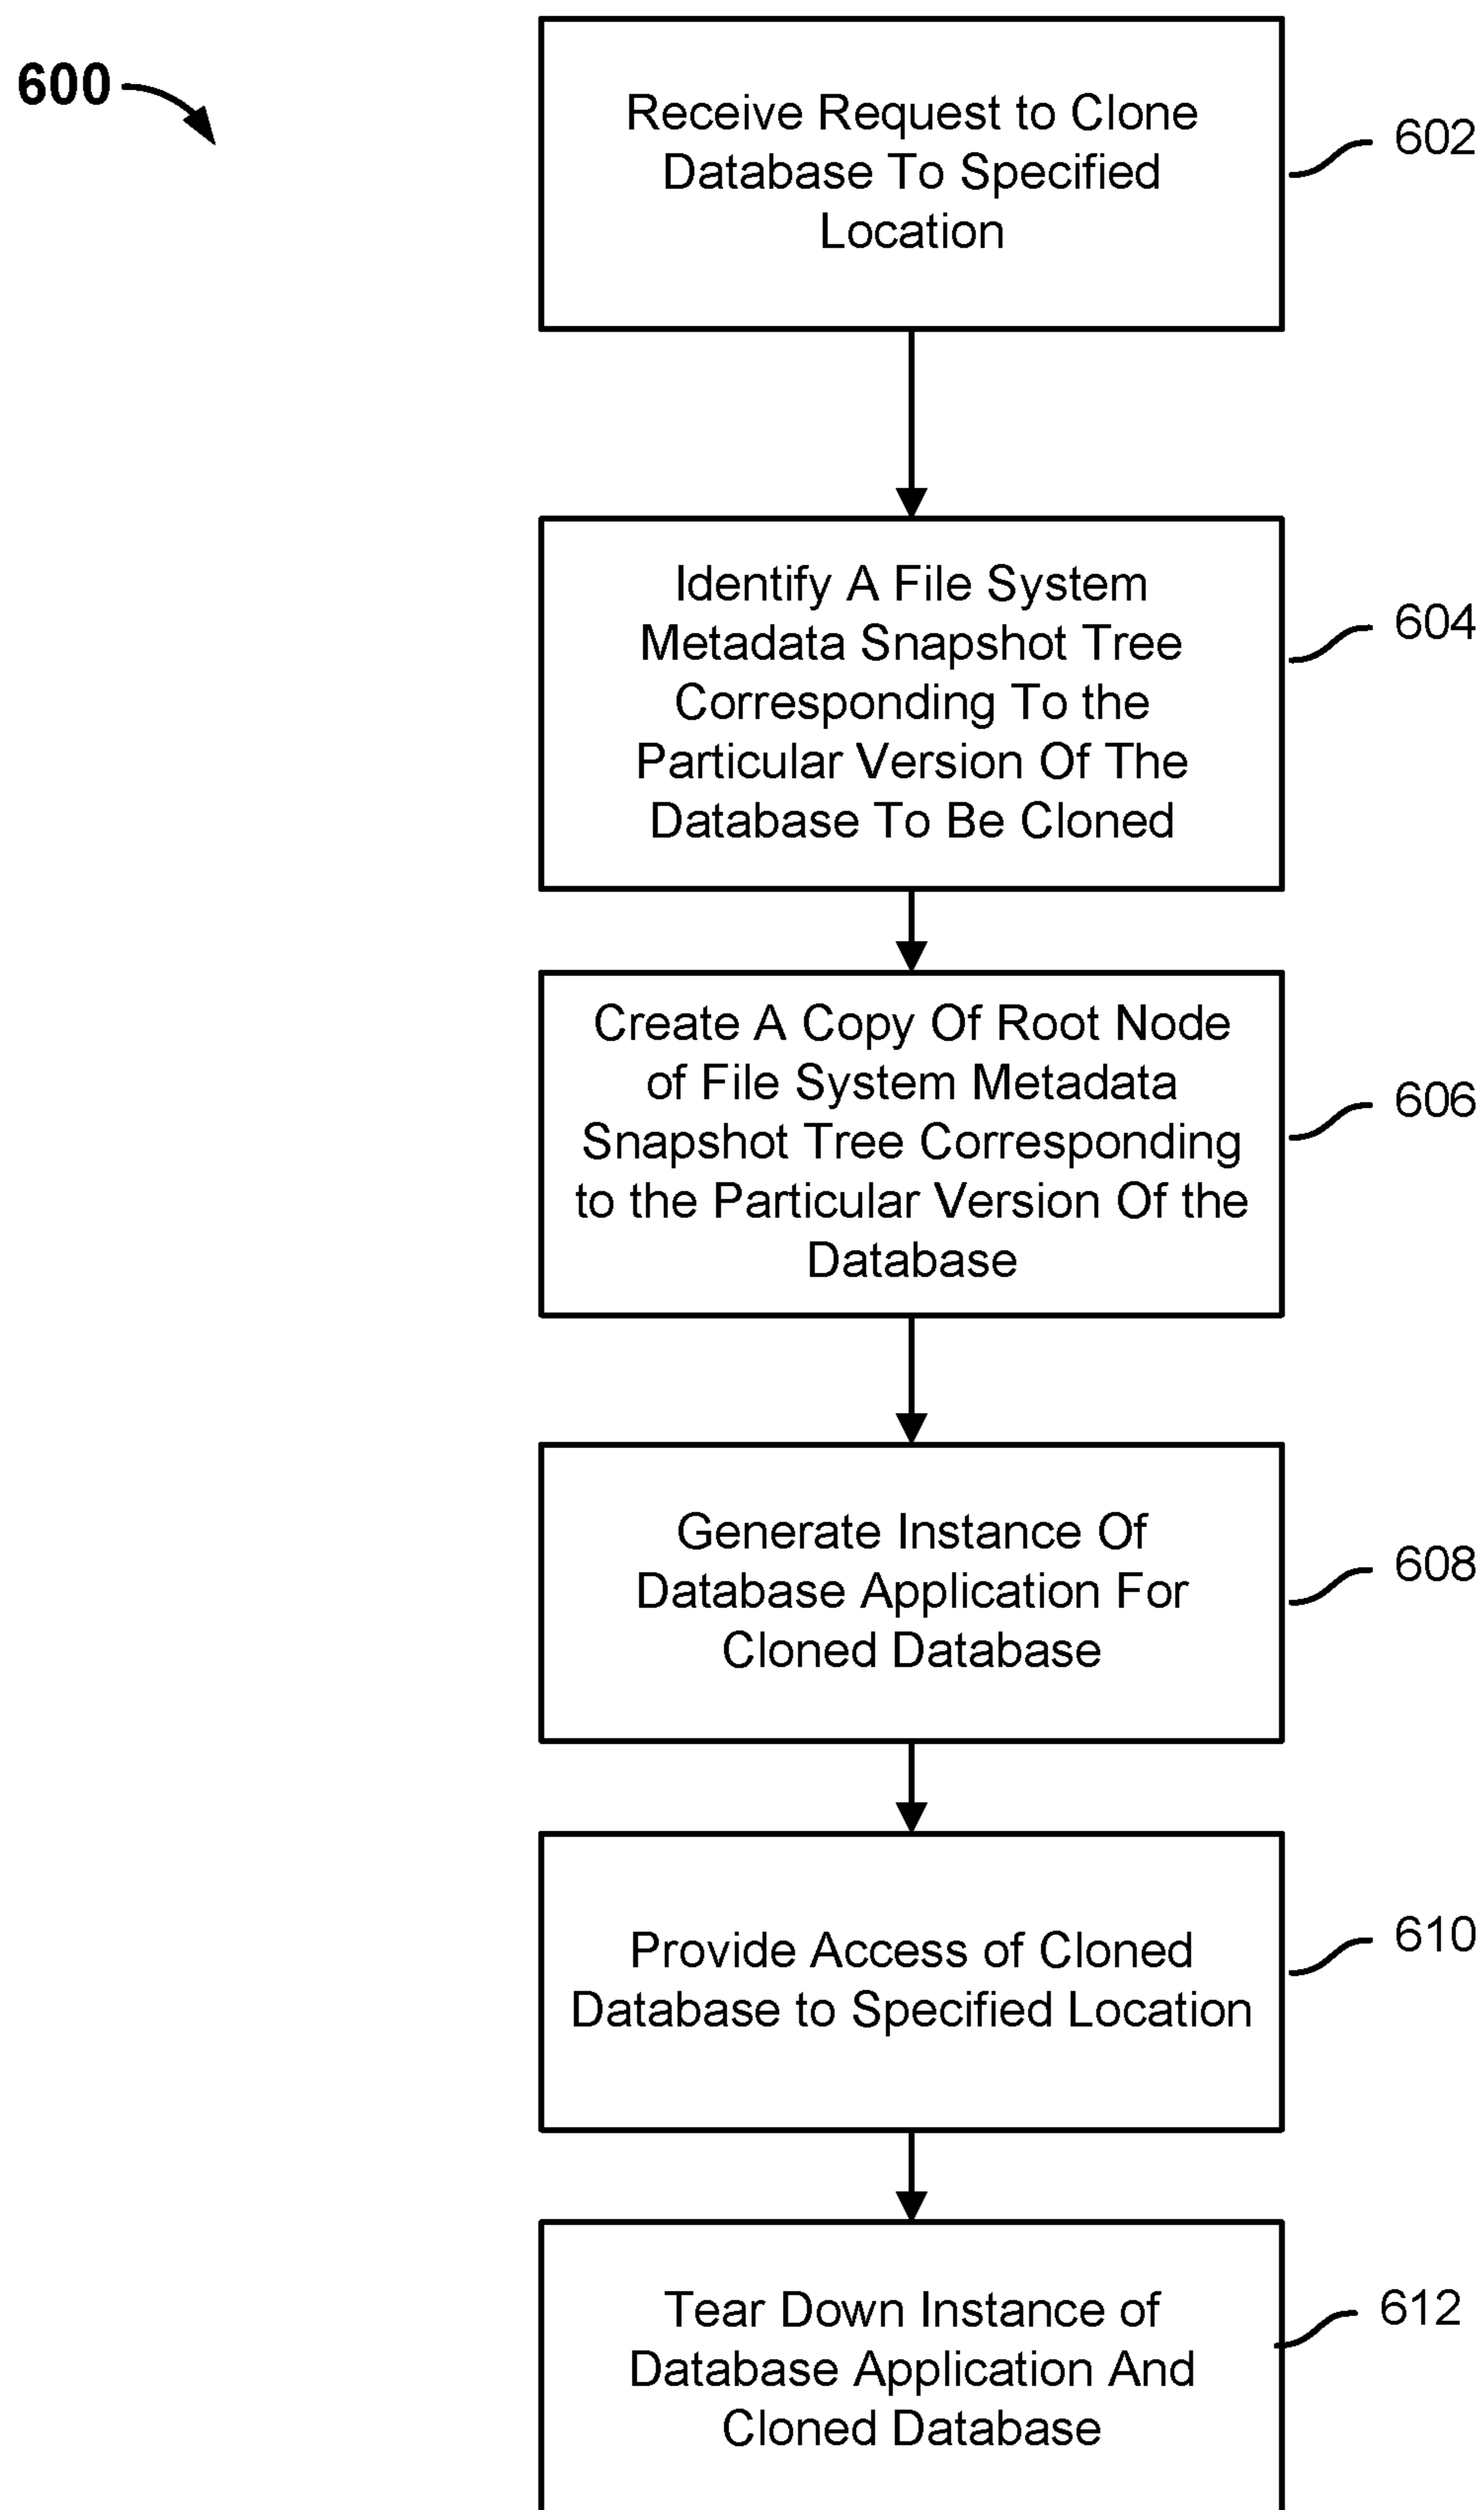 600
Receive Request to Clone
Database To Specified
Location
602
Identify A File System
Metadata Snapshot Tree
Corresponding To the
Particular Version Of The
Database To Be Cloned
604
Create A Copy Of Root Node
of File System Metadata
Snapshot Tree Corresponding
to the Particular Version Of the
Database
606
Generate Instance Of
Database Application For
Cloned Database
608
Provide Access of Cloned
Database to Specified Location
610
Tear Down Instance of
Database Application And
Cloned Database
612